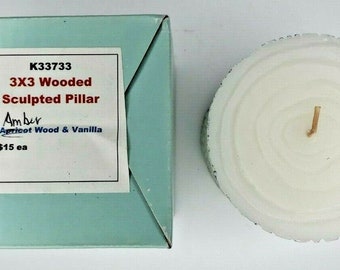 K33733
3X3 Wooded
Sculpted Pillar
Amber
Apricot Wood & Vanilla
$15 ea